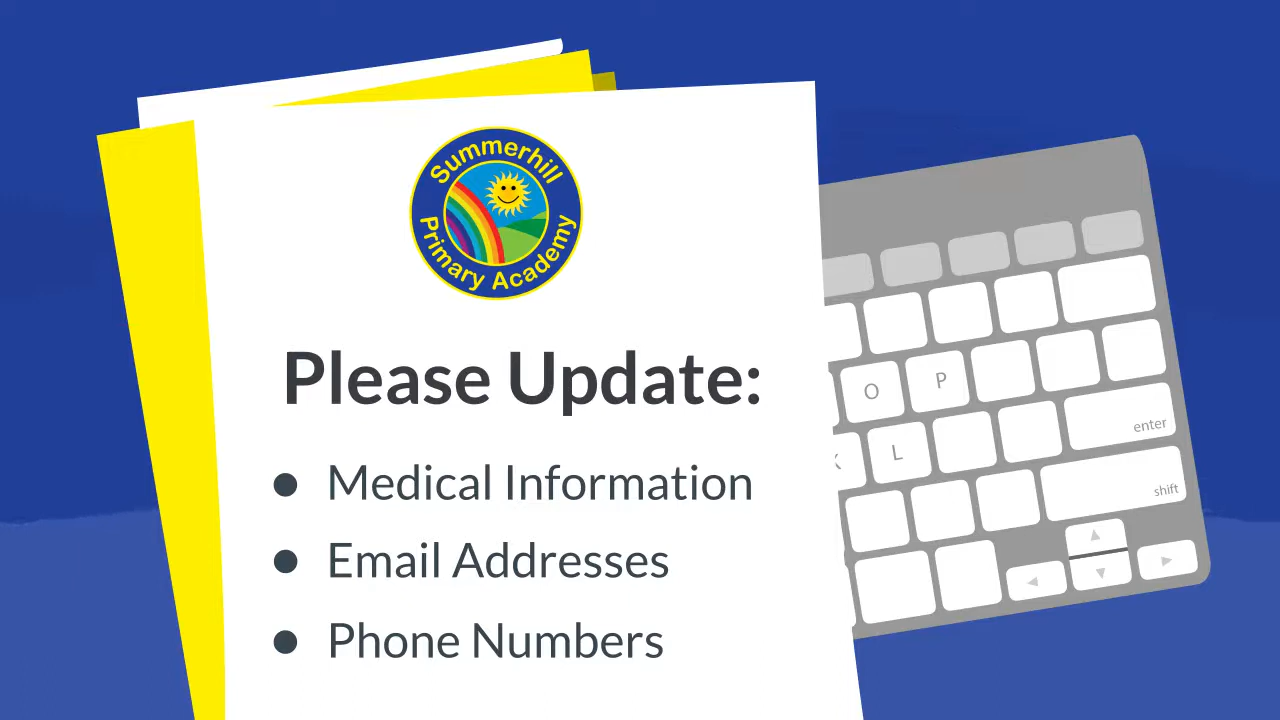 Summerhill
Primary Academy
Please Update:
• Medical Information
• Email Addresses
• Phone Numbers
O
P
enter
K
L
shift